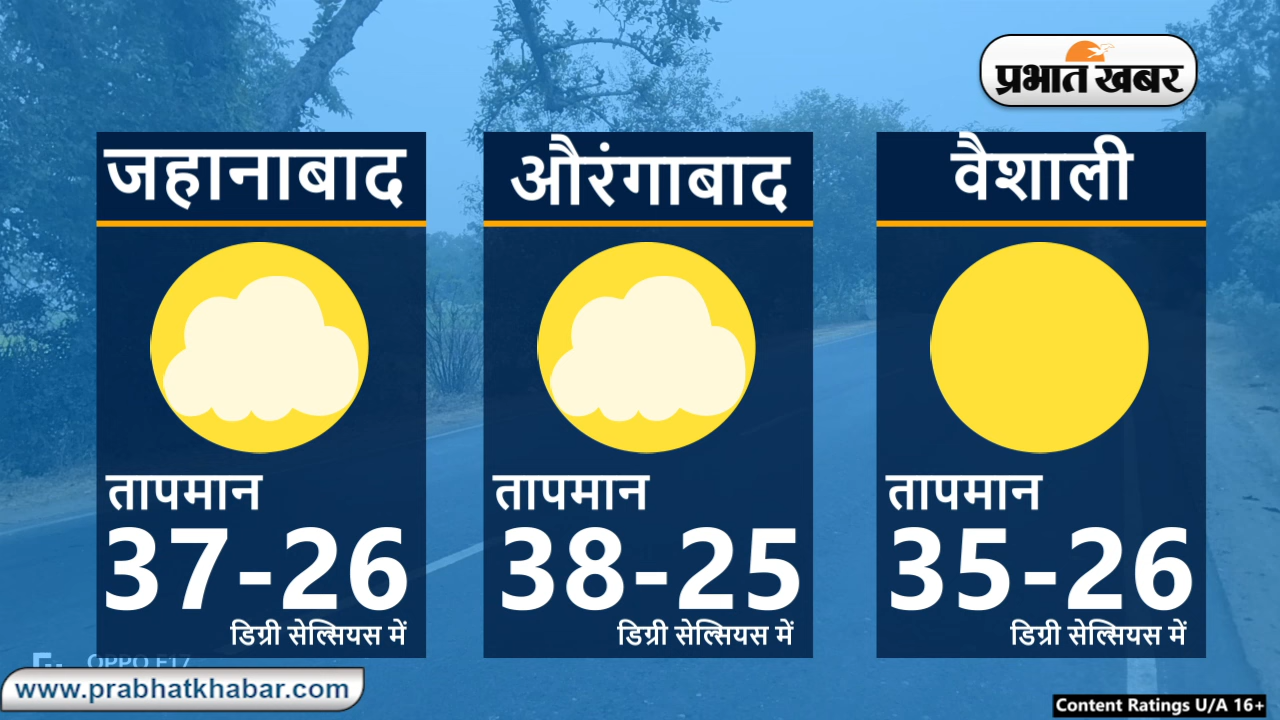 प्रभात खबर
जहानाबाद
तापमान
37-26
डिग्री सेल्सियस में
औरंगाबाद
तापमान
38-25
डिग्री सेल्सियस में
वैशाली
तापमान
35-26
डिग्री सेल्सियस में
OPPO F17
www.prabhatkhabar.com
Content Ratings U/A 16+